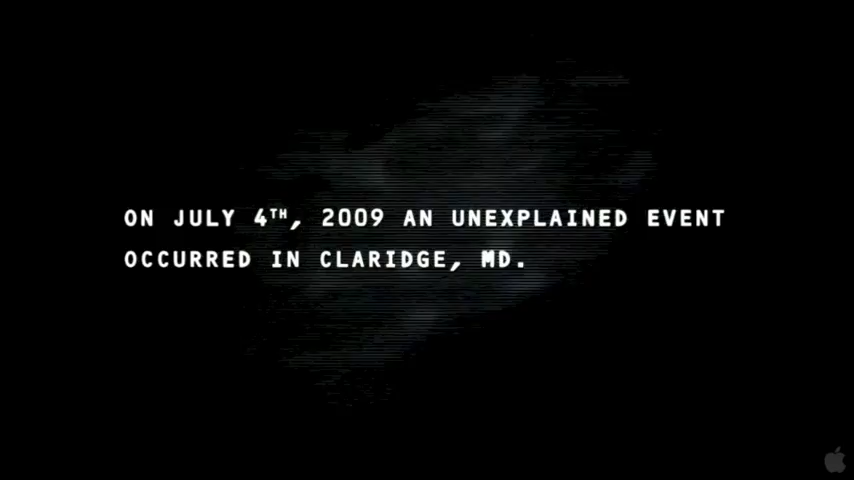 ON JULY 4TH, 2009 AN UNEXPLAINED EVENT
OCCURRED IN CLARIDGE, MD.